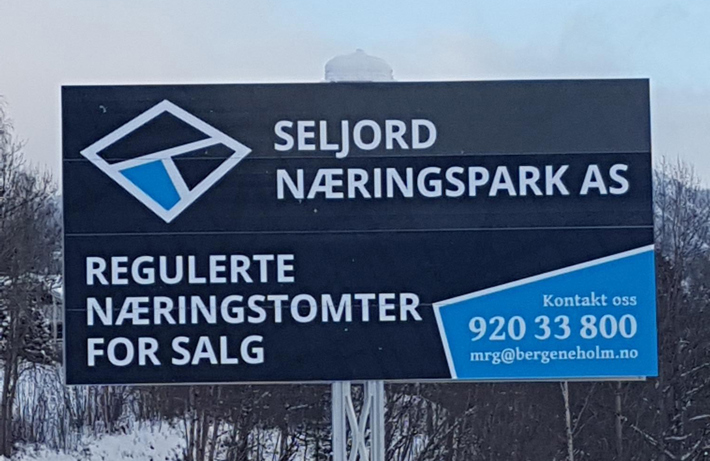 SELJORD
NÆRINGSPARK AS
REGULERTE
NÆRINGSTOMTER
FOR SALG
Kontakt oss
920 33 800
mrg@bergeneholm.no